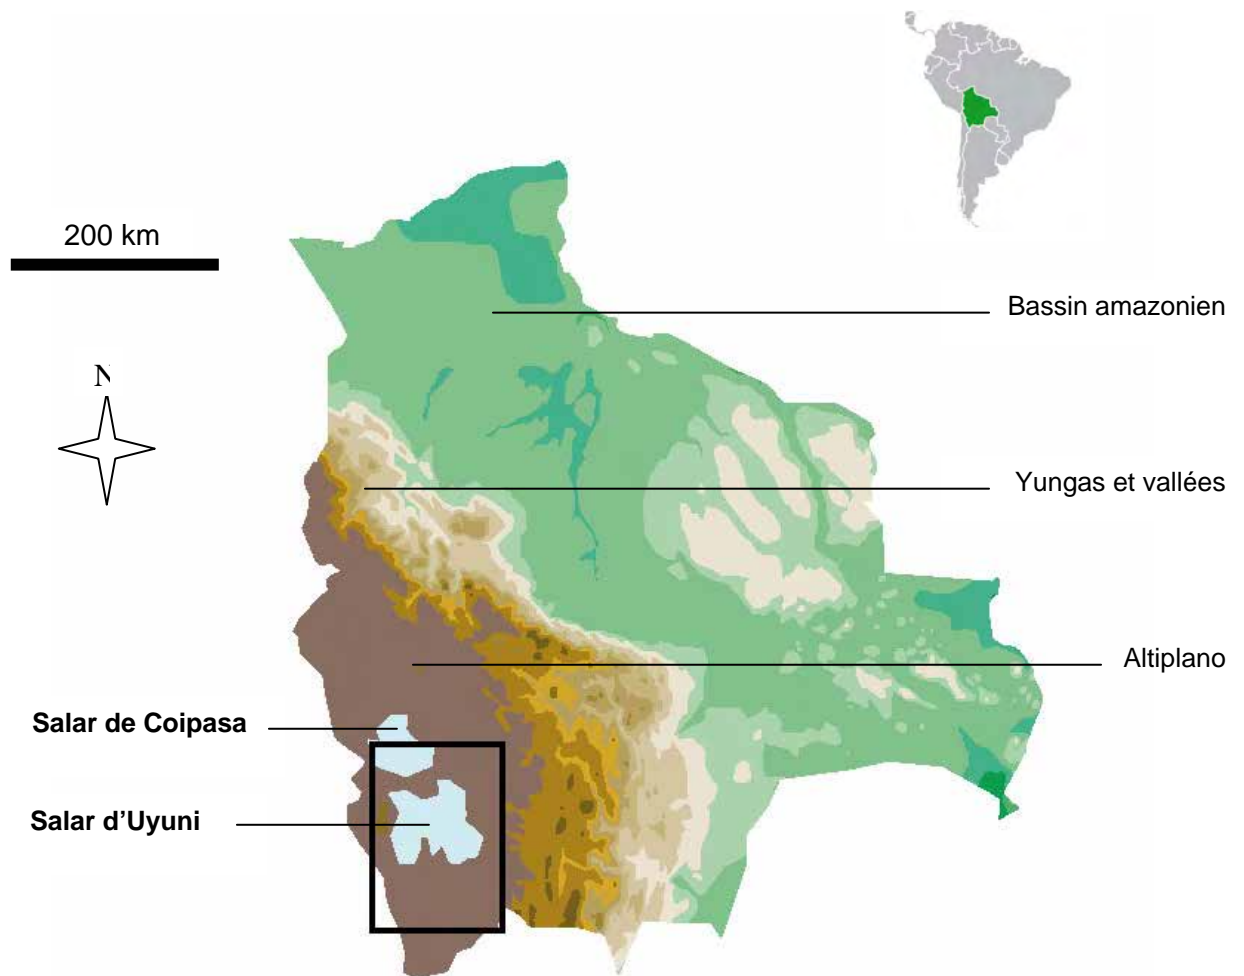 200 km
Bassin amazonien
N
Yungas et vallées
Altiplano
Salar de Coipasa
Salar d’Uyuni